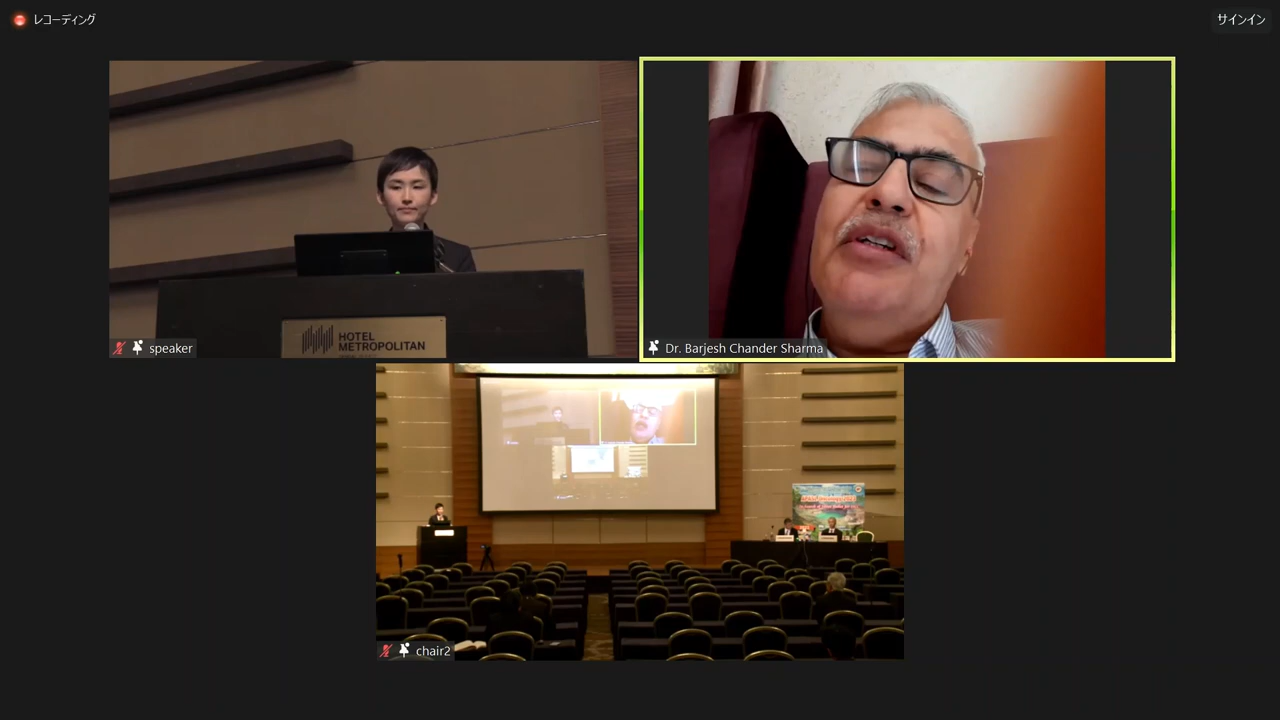 レコーディング
サインイン
HOTEL
METROPOLITAN
speaker
Dr. Barjesh Chander Sharma
chair2